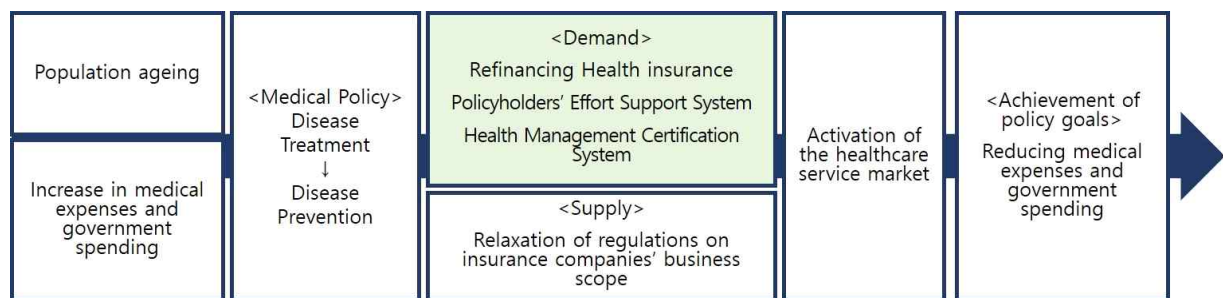 Population ageing
Increase in medical
expenses and
government
spending
<Medical Policy>
Disease
Treatment
↓
Disease
Prevention
<Demand>
Refinancing Health insurance
Policyholders’ Effort Support System
Health Management Certification
System
<Supply>
Relaxation of regulations on
insurance companies’ business
scope
Activation of
the healthcare
service market
<Achievement of
policy goals>
Reducing medical
expenses and
government
spending